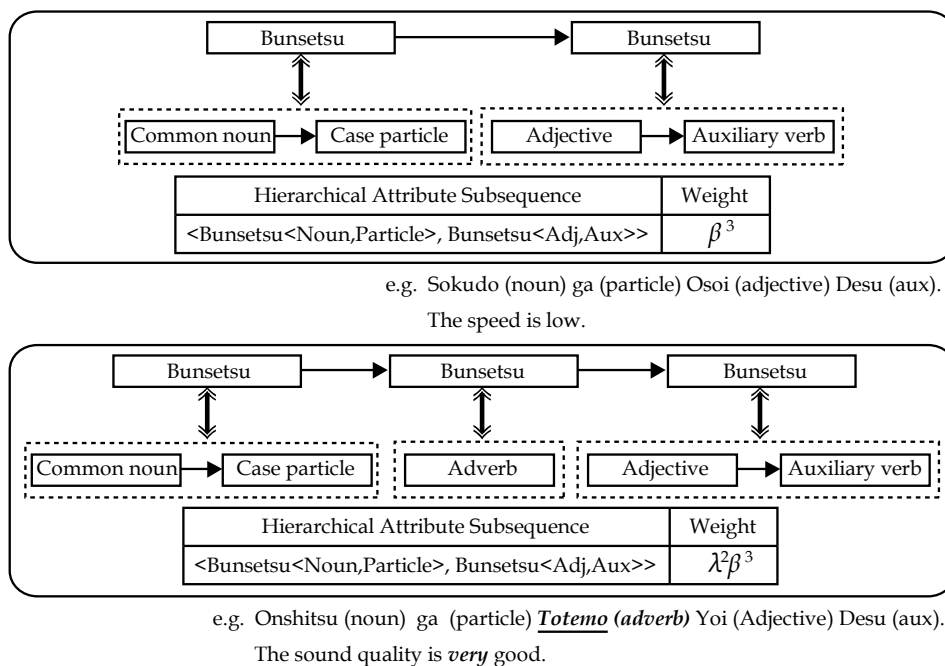 Bunsetsu Bunsetsu
Common noun Case particle Adjective Auxiliary verb
Hierarchical Attribute Subsequence Weight
<Bunsetsu<Noun,Particle>, Bunsetsu<Adj,Aux>> β³
e.g. Sokudo (noun) ga (particle) Osoi (adjective) Desu (aux).
The speed is low.
Bunsetsu Bunsetsu Bunsetsu
Common noun Case particle Adverb Adjective Auxiliary verb
Hierarchical Attribute Subsequence Weight
<Bunsetsu<Noun,Particle>, Bunsetsu<Adj,Aux>> λ²β³
e.g. Onshitsu (noun) ga (particle) Totemo (adverb) Yoi (Adjective) Desu (aux).
The sound quality is very good.